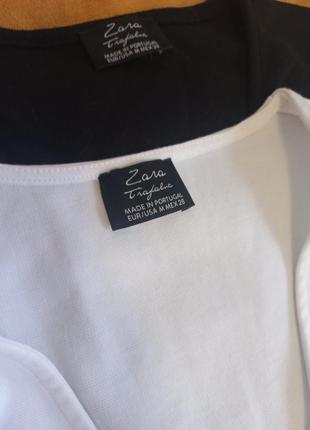 Zara
Trafaluc
MADE IN PORTUGAL
EUR/USA M MEX 28
Zara
Trafaluc
MADE IN PORTUGAL
EUR/USA M MEX 28